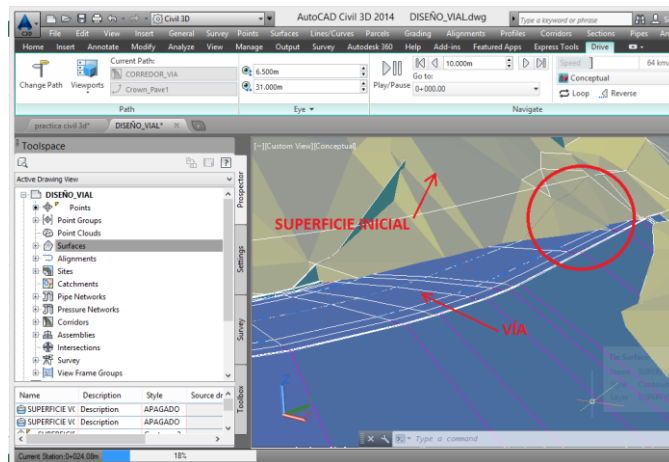 C3D
Civil 3D
AutoCAD Civil 3D 2014 DISEÑO_VIAL.dwg
Type a keyword or phrase
File Edit View Insert General Survey Points Surfaces Lines/Curves Parcels Grading Alignments Profiles Corridors Sections Pipes
Home Insert Annotate Modify Analyze View Manage Output Survey Autodesk 360 Help Add-ins Featured Apps Express Tools Drive
Change Path
Viewports
Current Path:
CORREDOR_VIA
Crown_Pave1
Path
6.500m
31.000m
Eye
Play/Pause
10.000m
Go to:
0+000.00
Speed
Conceptual
Loop
Reverse
Navigate
practica civil 3d*
DISEÑO_VIAL*
Toolspace
Active Drawing View
DISEÑO_VIAL
Points
Point Groups
Point Clouds
Surfaces
Alignments
Sites
Catchments
Pipe Networks
Pressure Networks
Corridors
Assemblies
Intersections
Survey
View Frame Groups
Prospector
Settings
Survey
Toolbox
Name Description Style
SUPERFICIE VC Description APAGADO
SUPERFICIE VC Description APAGADO
[−][Custom View][Conceptual]
SUPERFICIE INICIAL
VÍA
Z
Type a command
Current Station:0+024.08m
18%